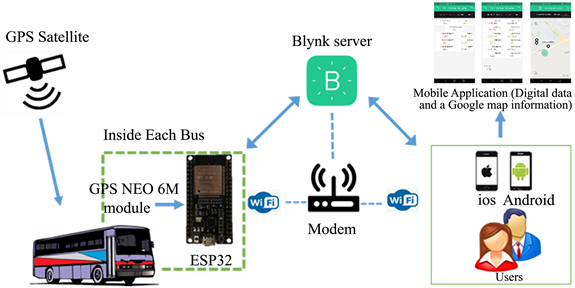 GPS Satellite
Blynk server
B
Mobile Application (Digital data
and a Google map information)
Inside Each Bus
GPS NEO 6M
module
ESP32
WiFi
Modem
WiFi
ios Android
Users